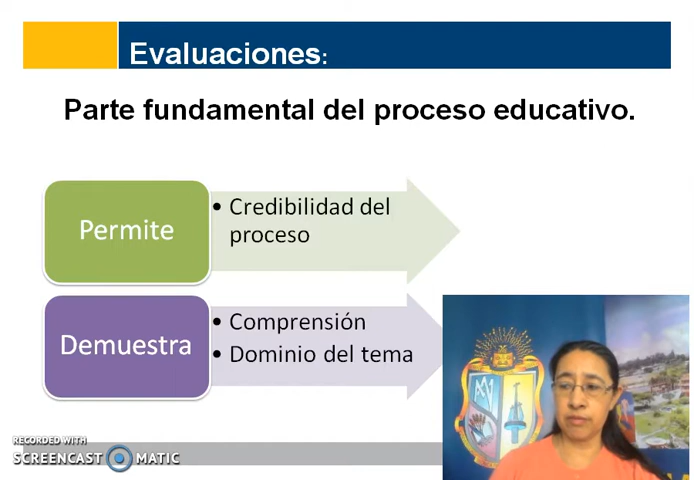 Evaluaciones:
Parte fundamental del proceso educativo.
Permite
• Credibilidad del
proceso
Demuestra
• Comprensión
• Dominio del tema
RECORDED WITH
SCREENCAST MATIC